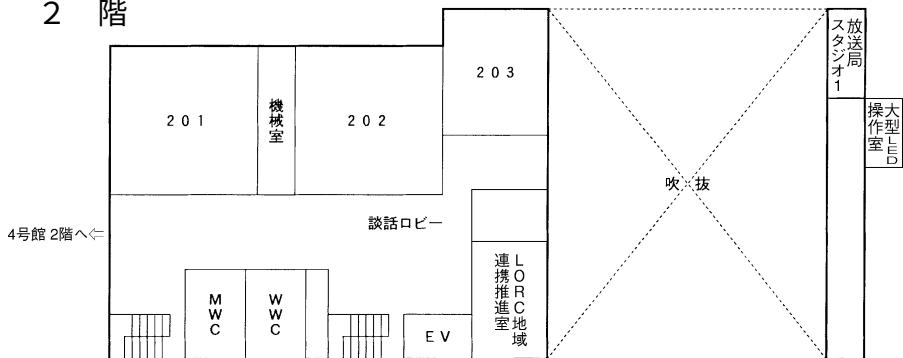 2 階
201
機械室
202
203
放送局
スタジオ1
大型LED
操作室
吹抜
談話ロビー
4号館 2階へ⇦
MWC
WWC
EV
LORC地域
連携推進室